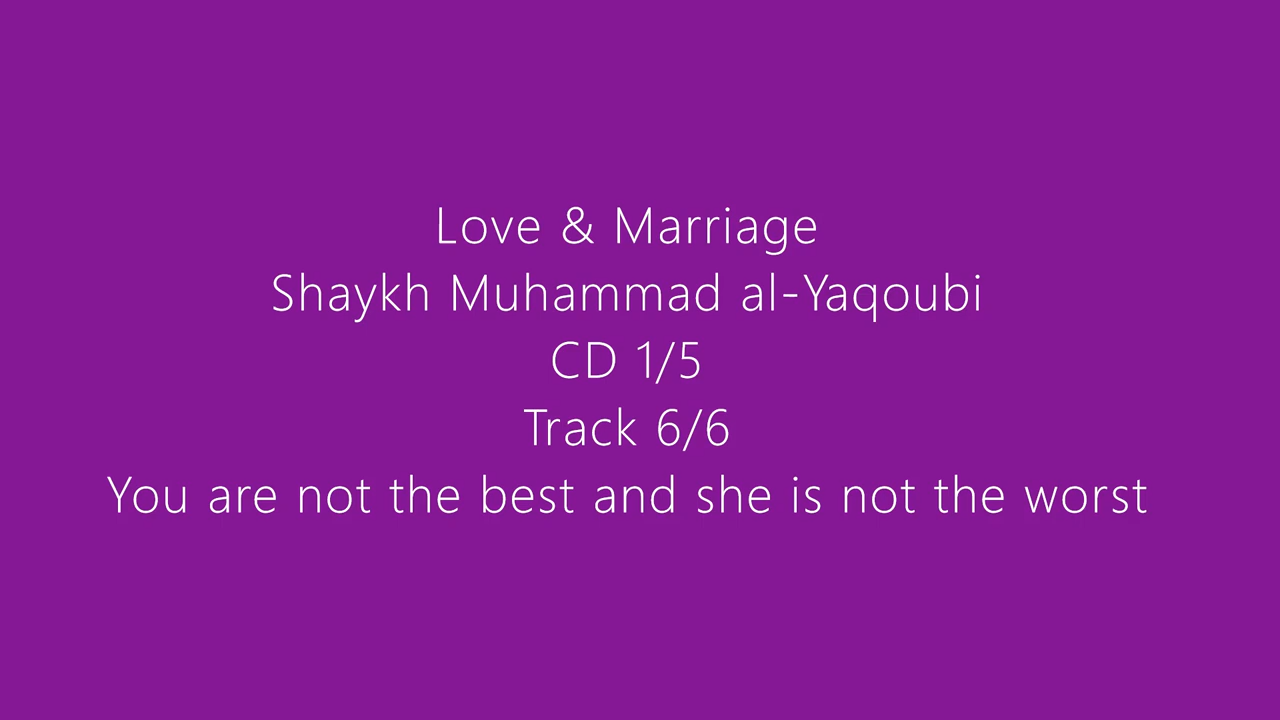 Love & Marriage
Shaykh Muhammad al-Yaqoubi
CD 1/5
Track 6/6
You are not the best and she is not the worst